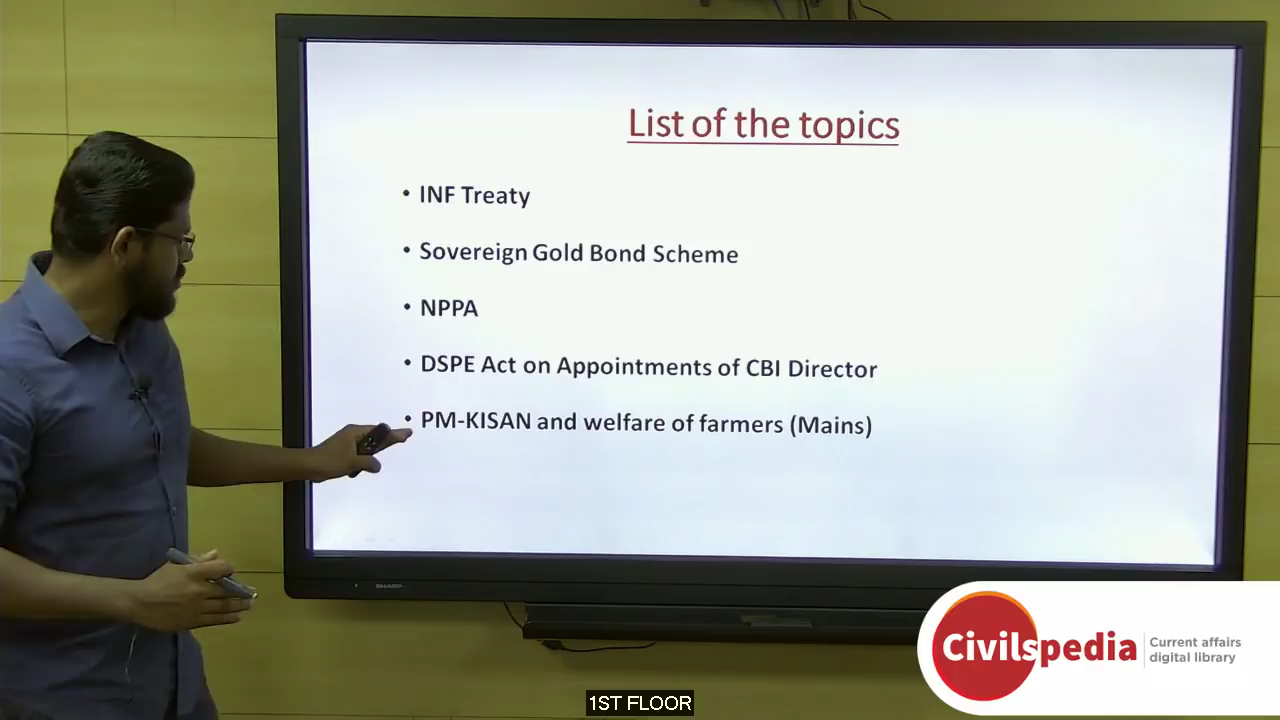 List of the topics
• INF Treaty
• Sovereign Gold Bond Scheme
• NPPA
• DSPE Act on Appointments of CBI Director
• PM-KISAN and welfare of farmers (Mains)
SHARP
Civilspedia
Current affairs
digital library
1ST FLOOR